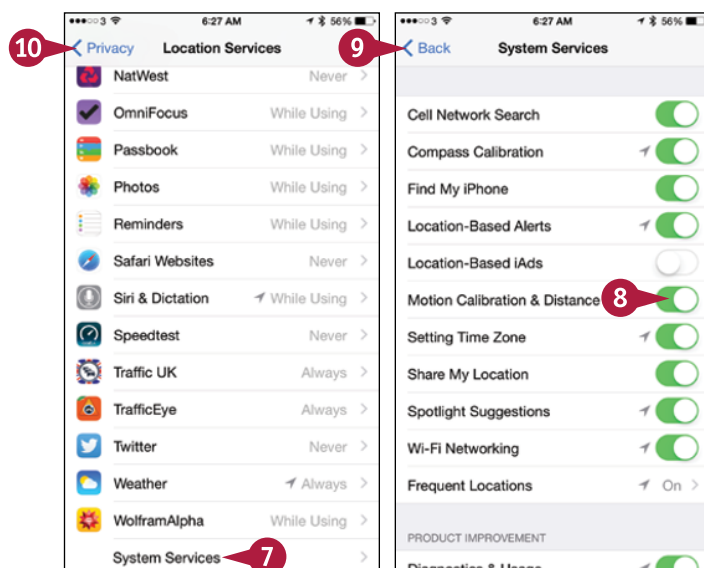 3 6:27 AM 56%
10 Privacy Location Services
NatWest Never
OmniFocus While Using
Passbook While Using
Photos While Using
Reminders While Using
Safari Websites Never
Siri & Dictation While Using
Speedtest Never
Traffic UK Always
TrafficEye Always
Twitter Never
Weather Always
WolframAlpha While Using
System Services 7
3 6:27 AM 56%
9 Back System Services
Cell Network Search
Compass Calibration
Find My iPhone
Location-Based Alerts
Location-Based iAds
Motion Calibration & Distance 8
Setting Time Zone
Share My Location
Spotlight Suggestions
Wi-Fi Networking
Frequent Locations On
PRODUCT IMPROVEMENT
Diagnostics & Usage